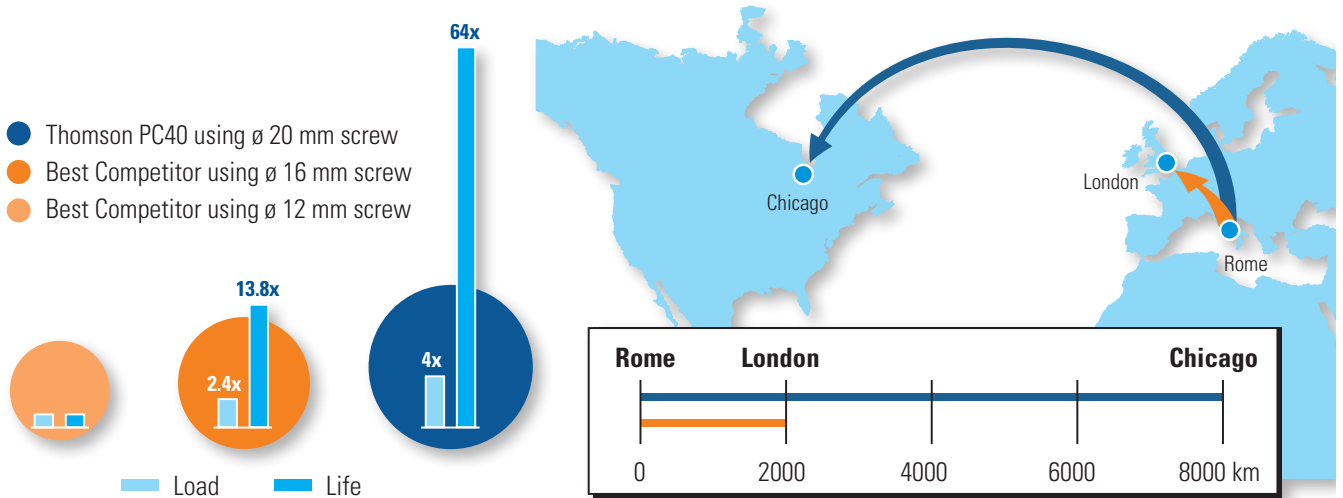 64x
Thomson PC40 using ø 20 mm screw
Best Competitor using ø 16 mm screw
Best Competitor using ø 12 mm screw
13.8x
2.4x
4x
Load
Life
Chicago
London
Rome
Rome London Chicago
0 2000 4000 6000 8000 km